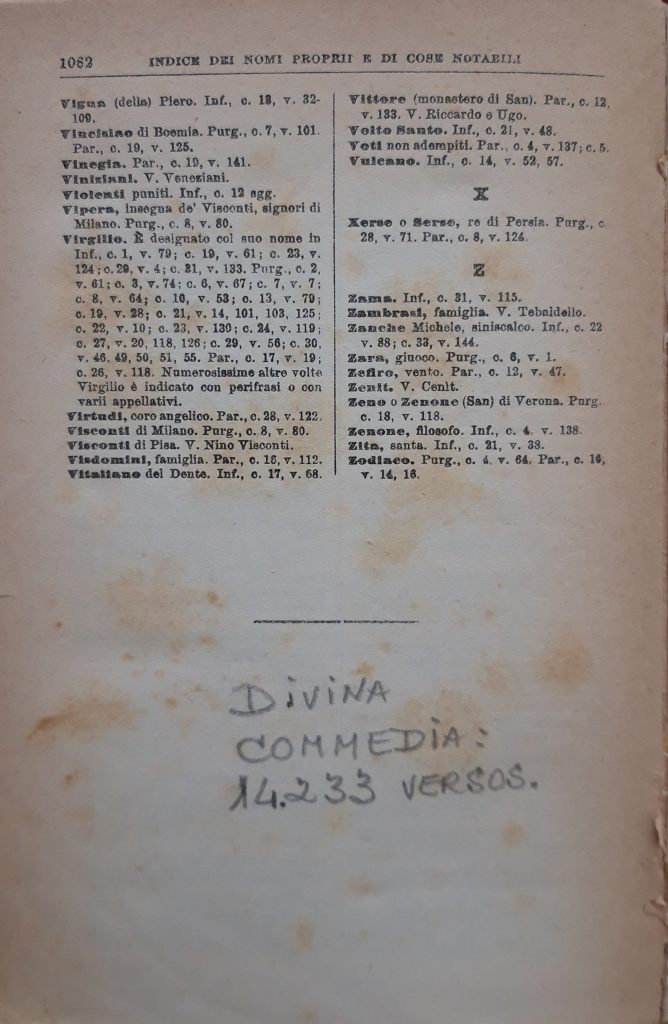 1062 INDICE DEI NOMI PROPRII E DI COSE NOTABILI
Vigna (della) Piero. Inf., c. 13, v. 32-
109.
Vincislao di Boemia. Purg., c. 7, v. 101.
Par., c. 19, v. 125.
Vinegia. Par., c. 19, v. 141.
Viniziani. V. Veneziani.
Violenti puniti. Inf., c. 12 sgg.
Vipera, insegna de' Visconti, signori di
Milano. Purg., c. 8, v. 80.
Virgilio. È designato col suo nome in
Inf., c. 1, v. 79; c. 19, v. 61; c. 23, v.
124; c. 29, v. 4; c. 31, v. 133. Purg., c. 2,
v. 61; c. 3, v. 74; c. 6, v. 67; c. 7, v. 7;
c. 8, v. 64; c. 10, v. 53; c. 13, v. 79;
c. 19, v. 28; c. 21, v. 14, 101, 103, 125;
c. 22, v. 10; c. 23, v. 130; c. 24, v. 119;
c. 27, v. 20, 118, 126; c. 29, v. 56; c. 30,
v. 46, 49, 50, 51, 55. Par., c. 17, v. 19;
c. 26, v. 118. Numerosissime altre volte
Virgilio è indicato con perifrasi o con
varii appellativi.
Virtudi, coro angelico. Par., c. 28, v. 122.
Visconti di Milano. Purg., c. 8, v. 80.
Visconti di Pisa. V. Nino Visconti.
Visdomini, famiglia. Par., c. 16, v. 112.
Vitaliano del Dente. Inf., c. 17, v. 68.
Vittore (monastero di San). Par., c. 12,
v. 133. V. Riccardo e Ugo.
Volto Santo. Inf., c. 21, v. 48.
Voti non adempiti. Par., c. 4, v. 137; c. 5.
Vulcano. Inf., c. 14, v. 52, 57.
X
Xerse o Serse, re di Persia. Purg., c
28, v. 71. Par., c. 8, v. 124.
Z
Zama. Inf., c. 31, v. 115.
Zambrasi, famiglia. V. Tebaldello.
Zanche Michele, siniscalco. Inf., c. 22
v. 88; c. 33, v. 144.
Zara, giuoco. Purg., c. 6, v. 1.
Zefiro, vento. Par., c. 12, v. 47.
Zenit. V. Cenit.
Zeno o Zenone (San) di Verona. Purg.
c. 18, v. 118.
Zenone, filosofo. Inf., c. 4, v. 138.
Zita, santa. Inf., c. 21, v. 38.
Zodiaco. Purg., c. 4, v. 64. Par., c. 10,
v. 14, 16.
DIVINA
COMMEDIA:
14.233 VERSOS.